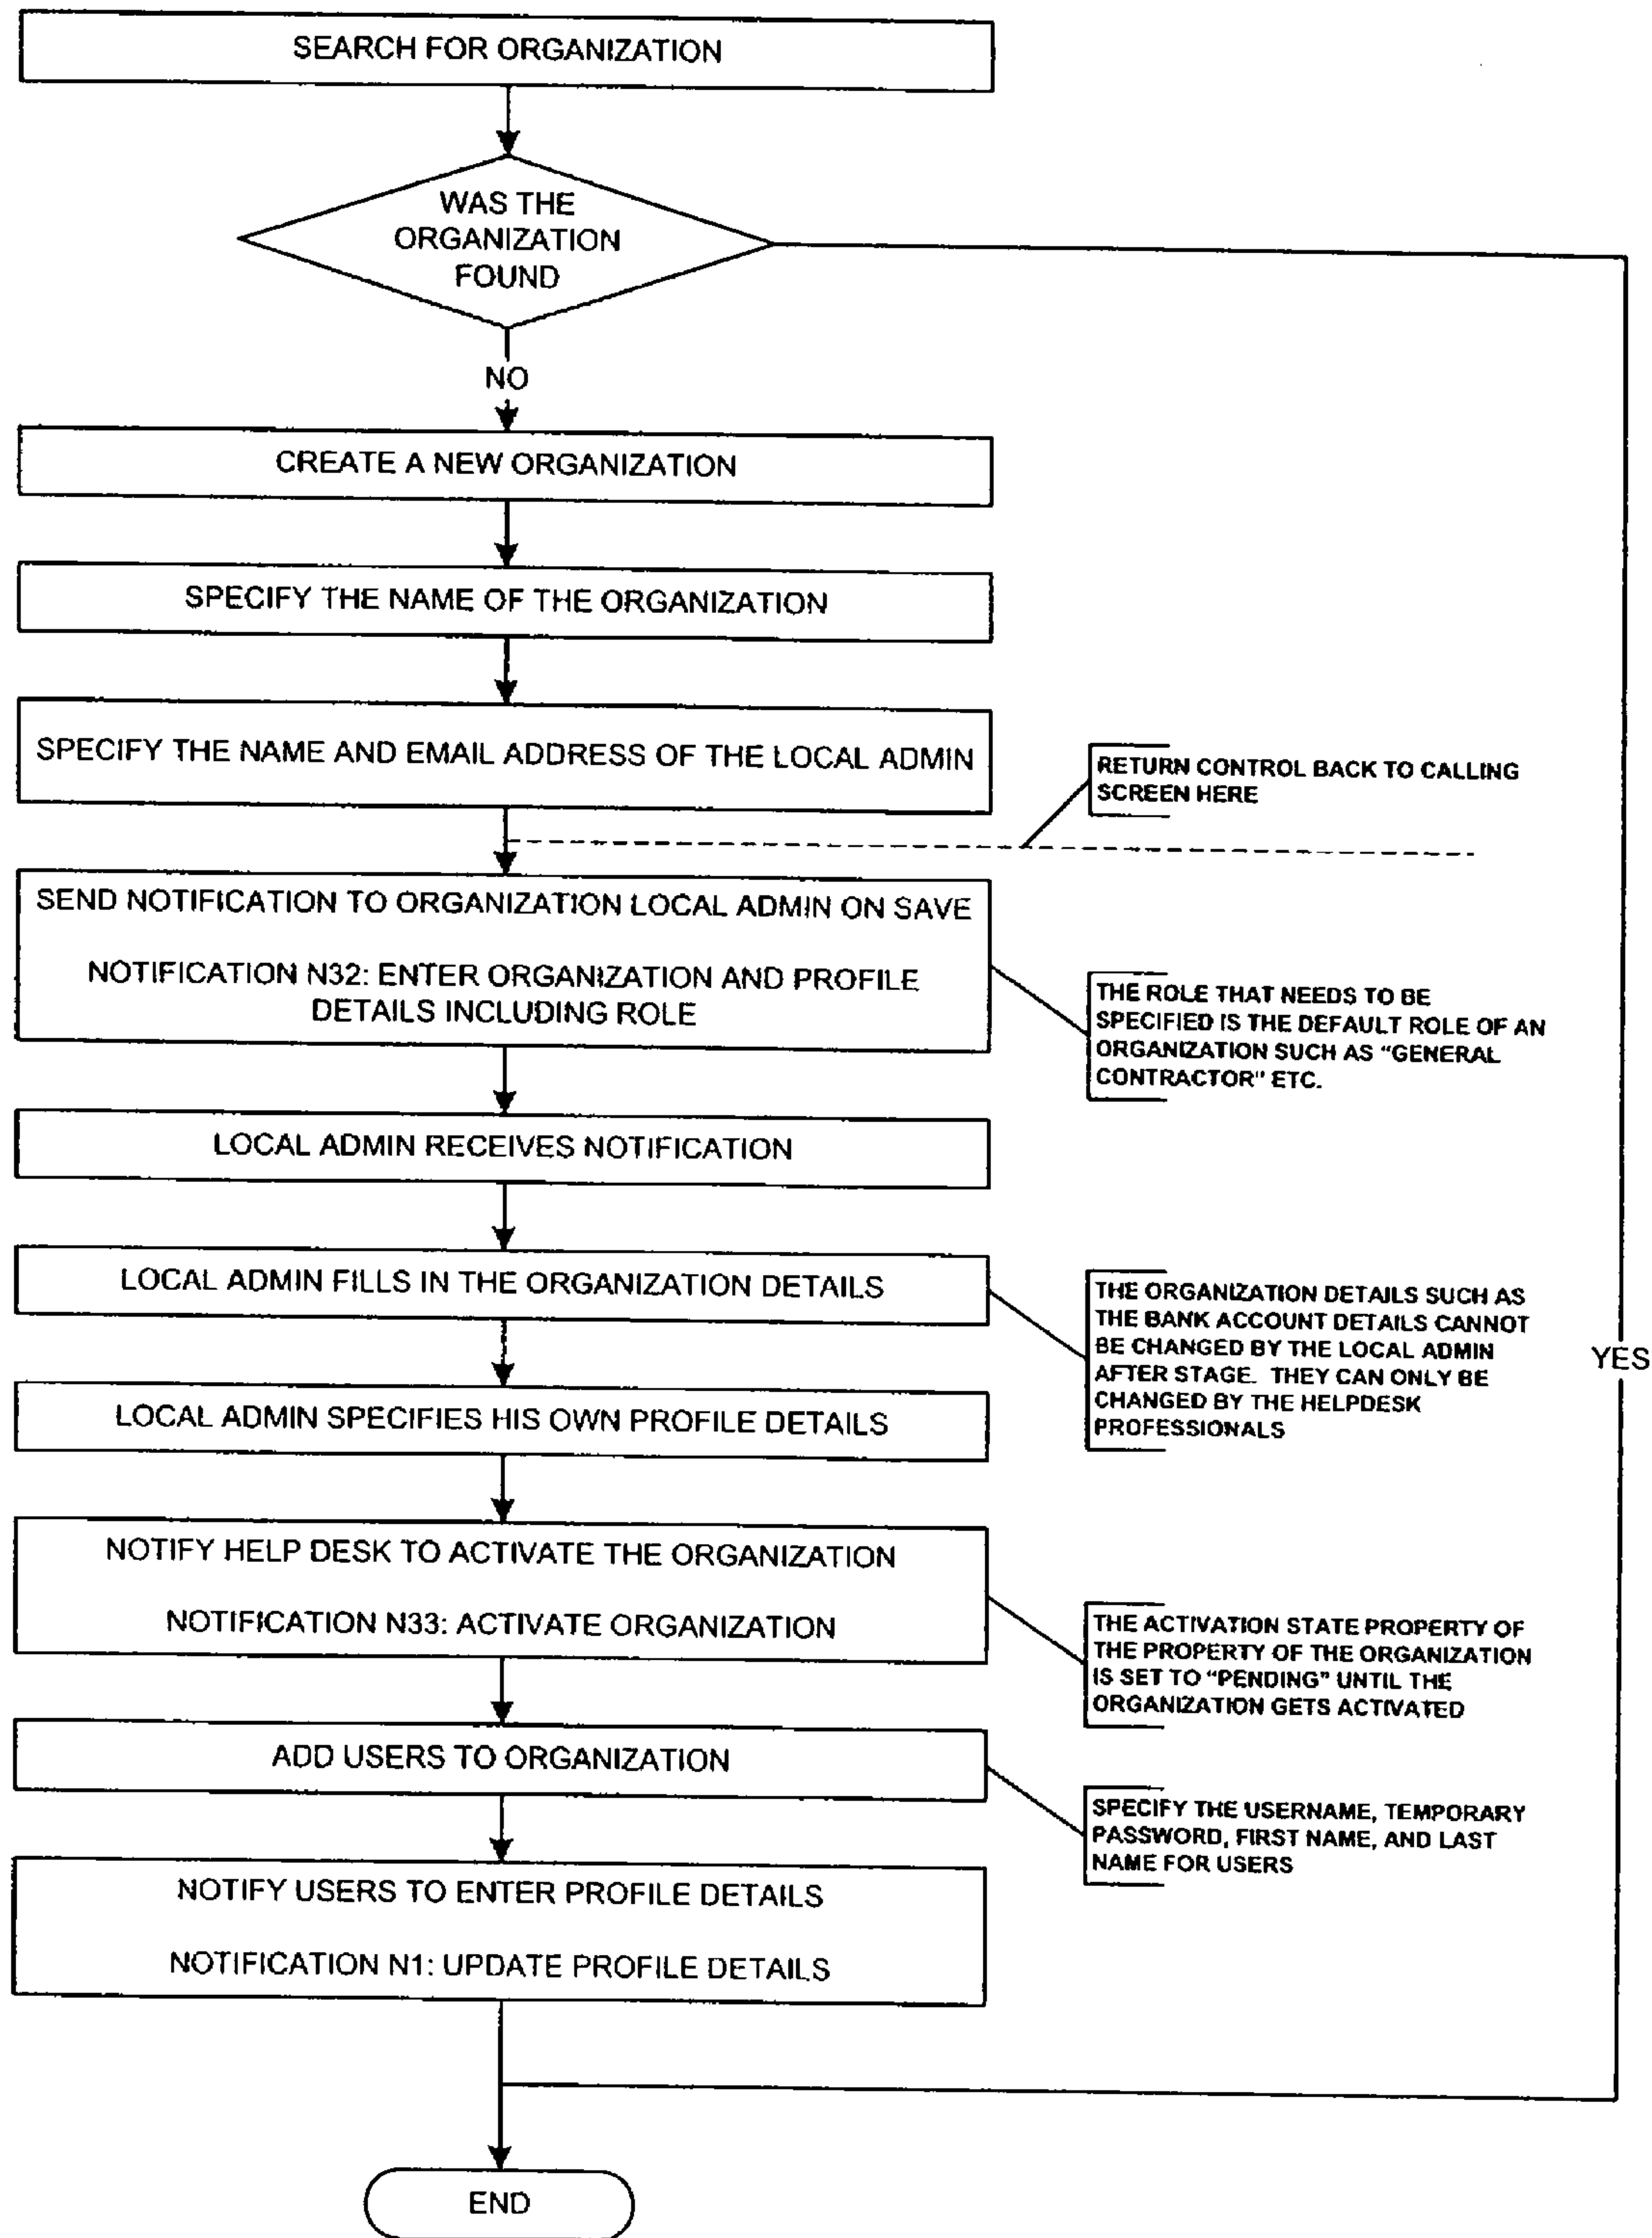 SEARCH FOR ORGANIZATION
WAS THE
ORGANIZATION
FOUND
NO
CREATE A NEW ORGANIZATION
SPECIFY THE NAME OF THE ORGANIZATION
SPECIFY THE NAME AND EMAIL ADDRESS OF THE LOCAL ADMIN
RETURN CONTROL BACK TO CALLING
SCREEN HERE
SEND NOTIFICATION TO ORGANIZATION LOCAL ADMIN ON SAVE
NOTIFICATION N32: ENTER ORGANIZATION AND PROFILE
DETAILS INCLUDING ROLE
THE ROLE THAT NEEDS TO BE
SPECIFIED IS THE DEFAULT ROLE OF AN
ORGANIZATION SUCH AS "GENERAL
CONTRACTOR" ETC.
LOCAL ADMIN RECEIVES NOTIFICATION
LOCAL ADMIN FILLS IN THE ORGANIZATION DETAILS
THE ORGANIZATION DETAILS SUCH AS
THE BANK ACCOUNT DETAILS CANNOT
BE CHANGED BY THE LOCAL ADMIN
AFTER STAGE. THEY CAN ONLY BE
CHANGED BY THE HELPDESK
PROFESSIONALS
YES
LOCAL ADMIN SPECIFIES HIS OWN PROFILE DETAILS
NOTIFY HELP DESK TO ACTIVATE THE ORGANIZATION
NOTIFICATION N33: ACTIVATE ORGANIZATION
THE ACTIVATION STATE PROPERTY OF
THE PROPERTY OF THE ORGANIZATION
IS SET TO "PENDING" UNTIL THE
ORGANIZATION GETS ACTIVATED
ADD USERS TO ORGANIZATION
SPECIFY THE USERNAME, TEMPORARY
PASSWORD, FIRST NAME, AND LAST
NAME FOR USERS
NOTIFY USERS TO ENTER PROFILE DETAILS
NOTIFICATION N1: UPDATE PROFILE DETAILS
END